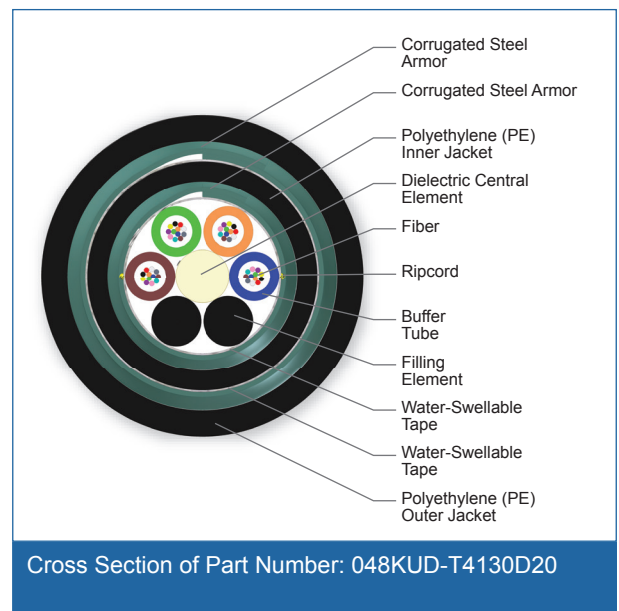 Corrugated Steel
Armor
Corrugated Steel Armor
Polyethylene (PE)
Inner Jacket
Dielectric Central
Element
Fiber
Ripcord
Buffer
Tube
Filling
Element
Water-Swellable
Tape
Water-Swellable
Tape
Polyethylene (PE)
Outer Jacket
Cross Section of Part Number: 048KUD-T4130D20